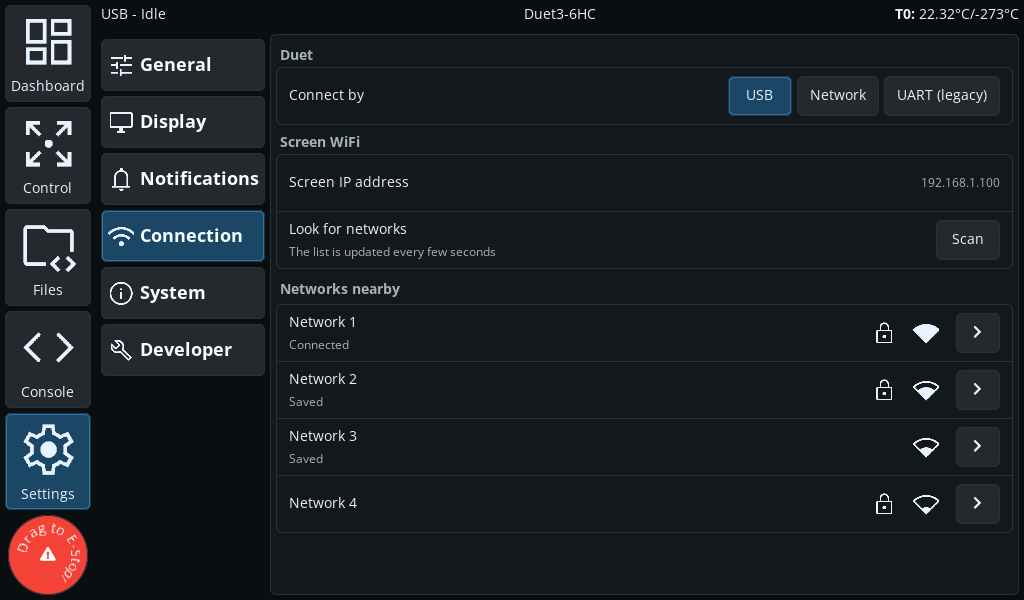 USB - Idle
Duet3-6HC
T0: 22.32°C/-273°C
Dashboard
Control
Files
Console
Settings
Drag to E-Stop!
General
Display
Notifications
Connection
System
Developer
Duet
Connect by
USB
Network
UART (legacy)
Screen WiFi
Screen IP address
192.168.1.100
Look for networks
The list is updated every few seconds
Scan
Networks nearby
Network 1
Connected
Network 2
Saved
Network 3
Saved
Network 4